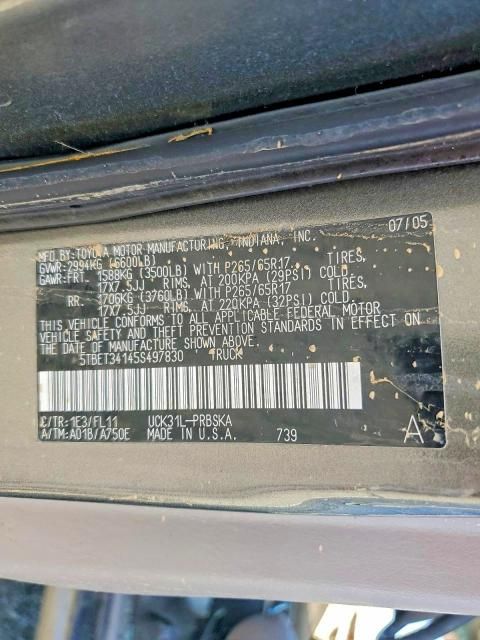 07/05
MFD. BY: TOYOTA MOTOR MANUFACTURING, INDIANA, INC.
GVWR: 2994KG (6600LB)
GAWR: FRT. 1588KG (3500LB) WITH P265/65R17, TIRES,
17X7.5JJ RIMS, AT 200KPA (29PSI) COLD
RR. 1706KG (3760LB) WITH P265/65R17 TIRES,
17X7.5JJ RIMS, AT 220KPA (32PSI) COLD.
THIS VEHICLE CONFORMS TO ALL APPLICABLE FEDERAL MOTOR
VEHICLE SAFETY AND THEFT PREVENTION STANDARDS IN
EFFECT ON THE DATE OF MANUFACTURE SHOWN ABOVE.
5TBET34145S497830 TRUCK
C/TR: 1E3/FL11 UCK31L-PRBSKA
A/TM: A01B/A750E MADE IN U.S.A. 739 A